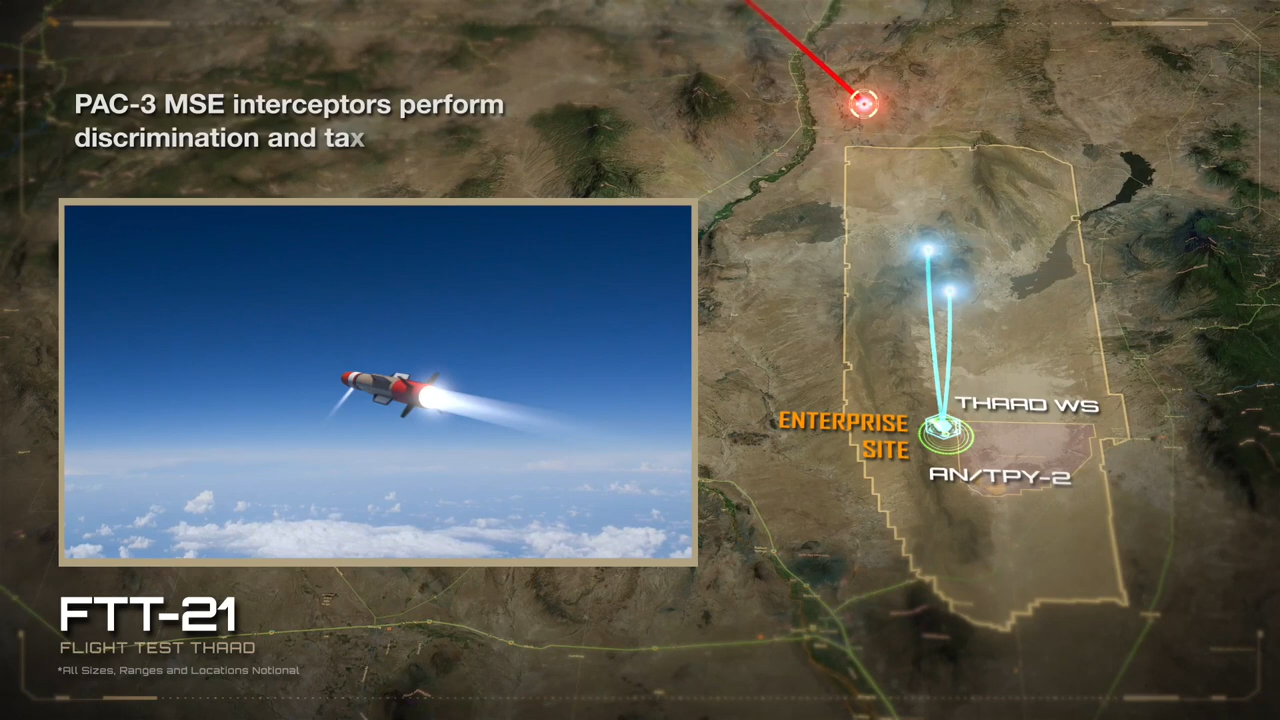 PAC-3 MSE interceptors perform
discrimination and tax
THAAD WS
ENTERPRISE
SITE
AN/TPY-2
FTT-21
FLIGHT TEST THAAD
*All Sizes, Ranges and Locations Notional